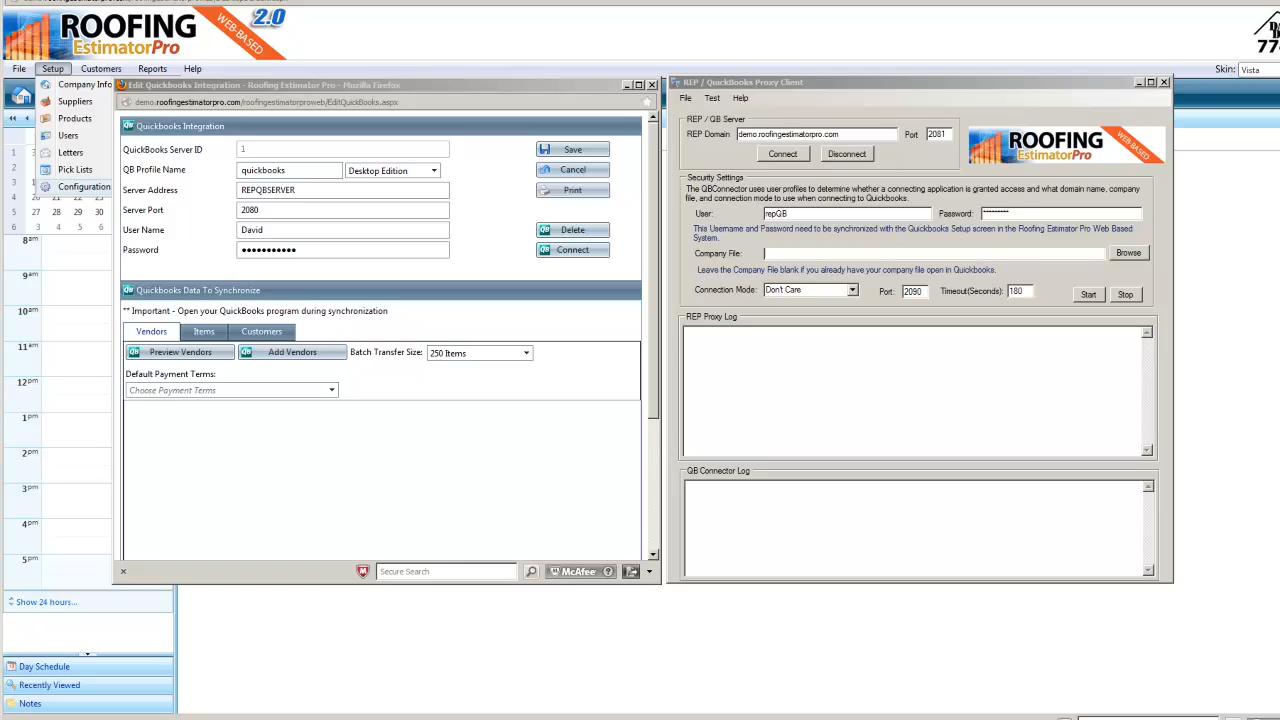 ROOFING
EstimatorPro
WEB-BASED
2.0
77
File Setup Customers Reports Help
Skin: Vista
Company Info
Suppliers
Products
Users
Letters
Pick Lists
Configuration
27 28 29 30
3 4 5 6
8am
9am
10am
11am
12pm
1pm
2pm
3pm
4pm
5pm
Show 24 hours...
Day Schedule
Recently Viewed
Notes
Edit Quickbooks Integration - Roofing Estimator Pro - Mozilla Firefox
demo.roofingestimatorpro.com/roofingestimatorproweb/EditQuickBooks.aspx
Quickbooks Integration
QuickBooks Server ID 1 Save
QB Profile Name quickbooks Desktop Edition Cancel
Server Address REPQBSERVER Print
Server Port 2080
User Name David Delete
Password ●●●●●●●●●●● Connect
Quickbooks Data To Synchronize
** Important - Open your QuickBooks program during synchronization
Vendors Items Customers
Preview Vendors Add Vendors Batch Transfer Size: 250 Items
Default Payment Terms:
Choose Payment Terms
Secure Search McAfee
REP / QuickBooks Proxy Client
File Test Help
REP / QB Server
REP Domain demo.roofingestimatorpro.com Port 2081
Connect Disconnect
ROOFING
EstimatorPro
WEB-BASED
Security Settings
The QBConnector uses user profiles to determine whether a connecting application is granted access and what domain name, company
file, and connection mode to use when connecting to Quickbooks.
User: repQB Password: *********
This Username and Password need to be synchronized with the Quickbooks Setup screen in the Roofing Estimator Pro Web Based
System.
Company File: Browse
Leave the Company File blank if you already have your company file open in Quickbooks.
Connection Mode: Don't Care Port: 2090 Timeout(Seconds): 180 Start Stop
REP Proxy Log
QB Connector Log